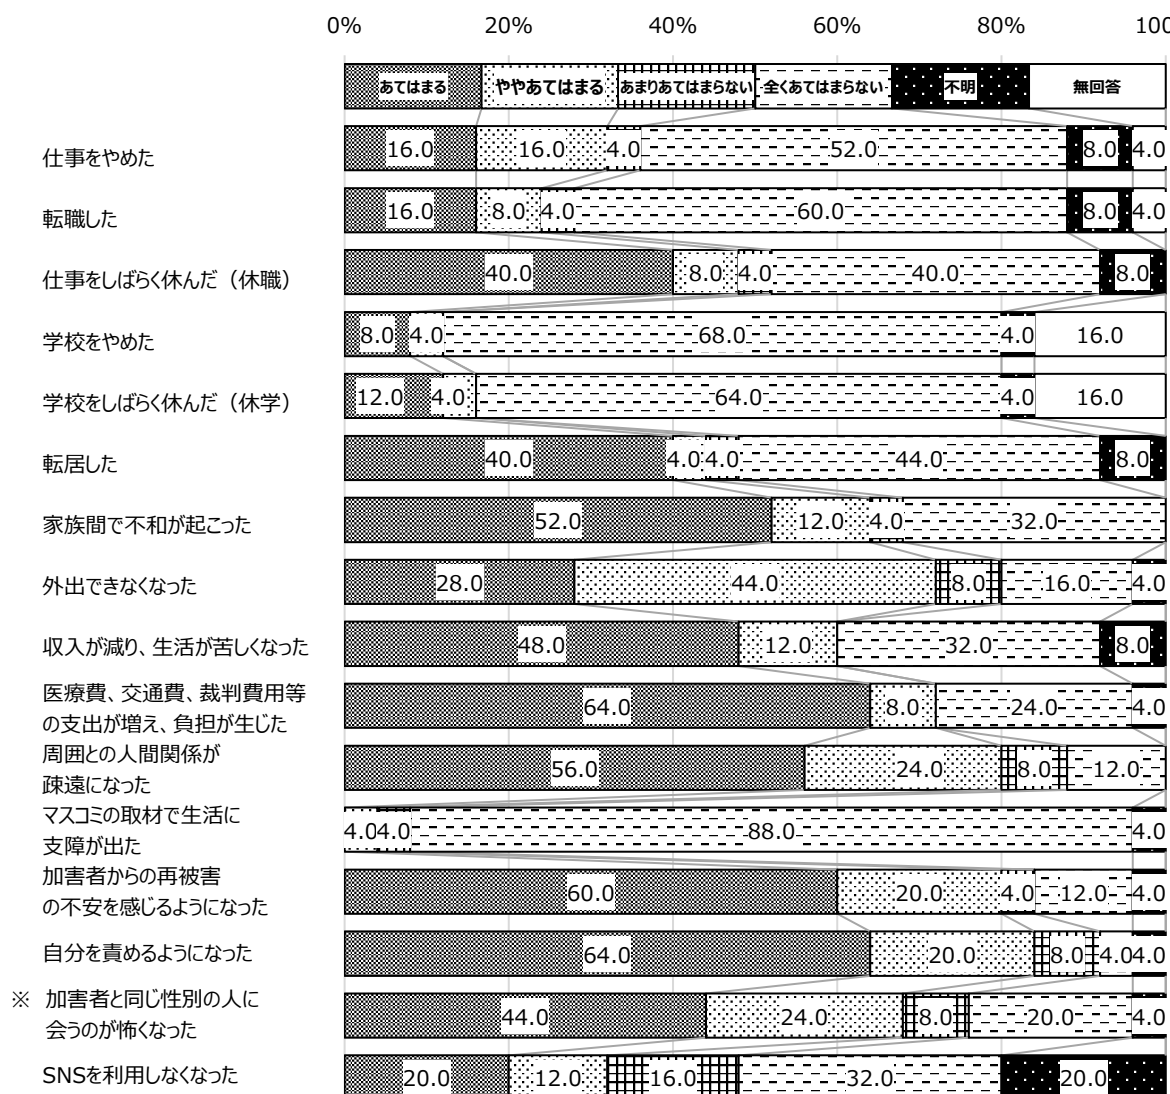 0% 20% 40% 60% 80% 100
あてはまる ややあてはまる あまりあてはまらない 全くあてはまらない 不明 無回答
仕事をやめた 16.0 16.0 4.0 52.0 8.0 4.0
転職した 16.0 8.0 4.0 60.0 8.0 4.0
仕事をしばらく休んだ（休職） 40.0 8.0 4.0 40.0 8.0
学校をやめた 8.0 4.0 68.0 4.0 16.0
学校をしばらく休んだ（休学） 12.0 4.0 64.0 4.0 16.0
転居した 40.0 4.0 4.0 44.0 8.0
家族間で不和が起こった 52.0 12.0 4.0 32.0
外出できなくなった 28.0 44.0 8.0 16.0 4.0
収入が減り、生活が苦しくなった 48.0 12.0 32.0 8.0
医療費、交通費、裁判費用等
の支出が増え、負担が生じた 64.0 8.0 24.0 4.0
周囲との人間関係が
疎遠になった 56.0 24.0 8.0 12.0
マスコミの取材で生活に
支障が出た 4.0 4.0 88.0 4.0
加害者からの再被害
の不安を感じるようになった 60.0 20.0 4.0 12.0 4.0
自分を責めるようになった 64.0 20.0 8.0 4.0 4.0
※ 加害者と同じ性別の人に
会うのが怖くなった 44.0 24.0 8.0 20.0 4.0
SNSを利用しなくなった 20.0 12.0 16.0 32.0 20.0